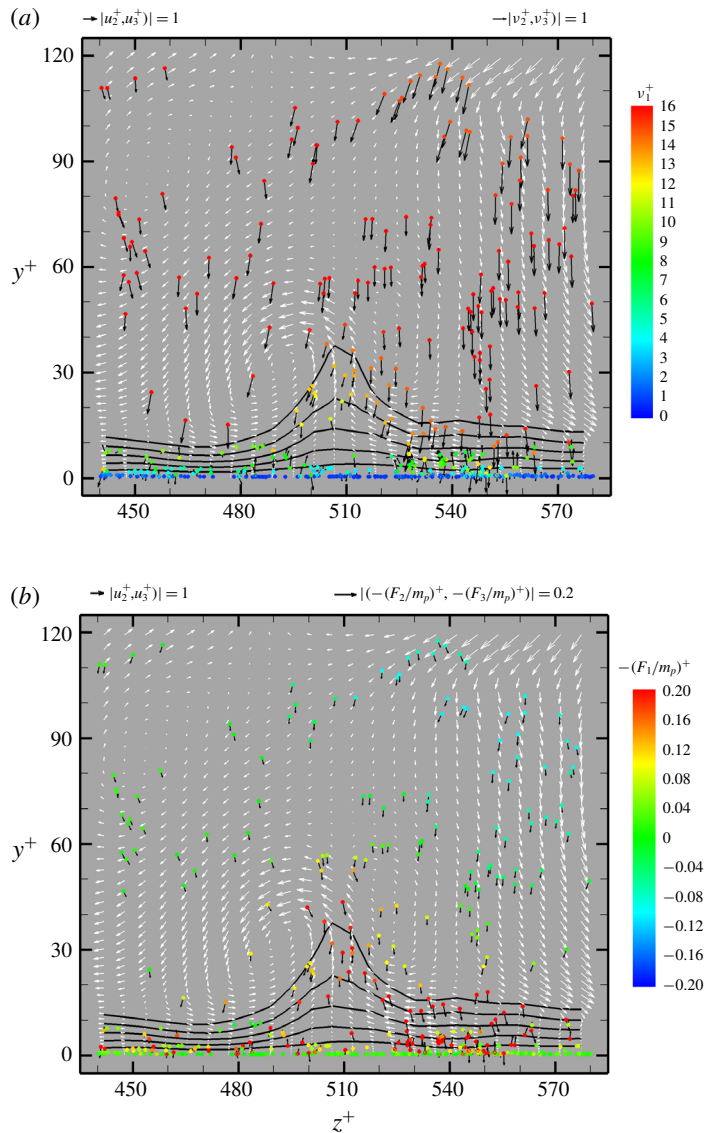 (a)
|u₂⁺,u₃⁺)| = 1
|v₂⁺,v₃⁺)| = 1
120
90
y⁺ 60
30
0
450 480 510 540 570
v₁⁺
16
15
14
13
12
11
10
9
8
7
6
5
4
3
2
1
0
(b)
|u₂⁺,u₃⁺)| = 1
|(−(F₂/mₚ)⁺, −(F₃/mₚ)⁺)| = 0.2
120
90
y⁺ 60
30
0
450 480 510 540 570
z⁺
−(F₁/mₚ)⁺
0.20
0.16
0.12
0.08
0.04
0
−0.04
−0.08
−0.12
−0.16
−0.20